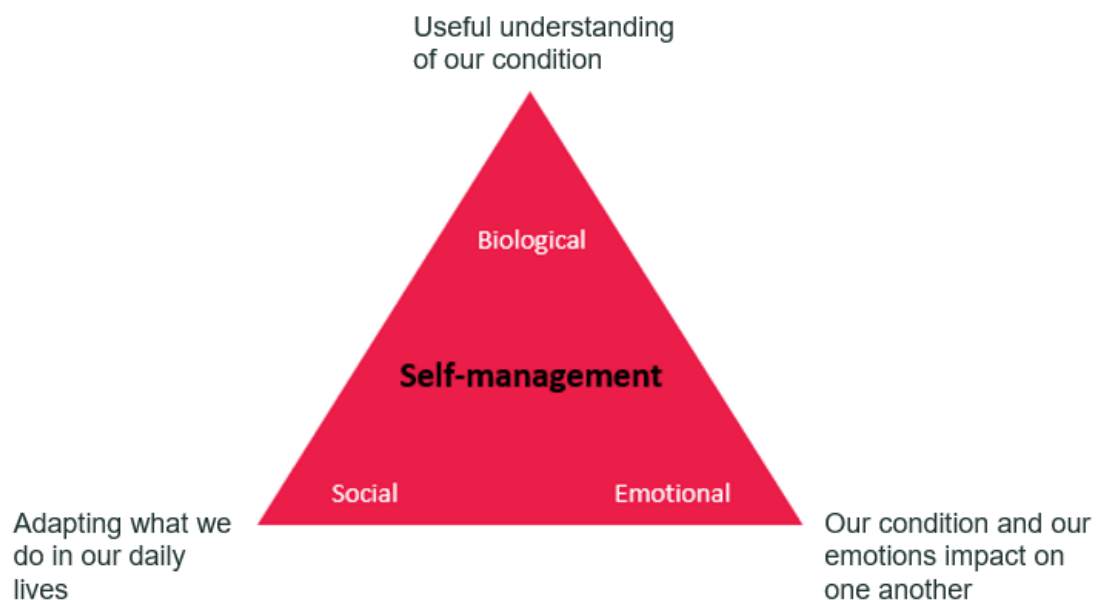 Useful understanding
of our condition
Biological
Self-management
Social
Emotional
Adapting what we
do in our daily
lives
Our condition and our
emotions impact on
one another